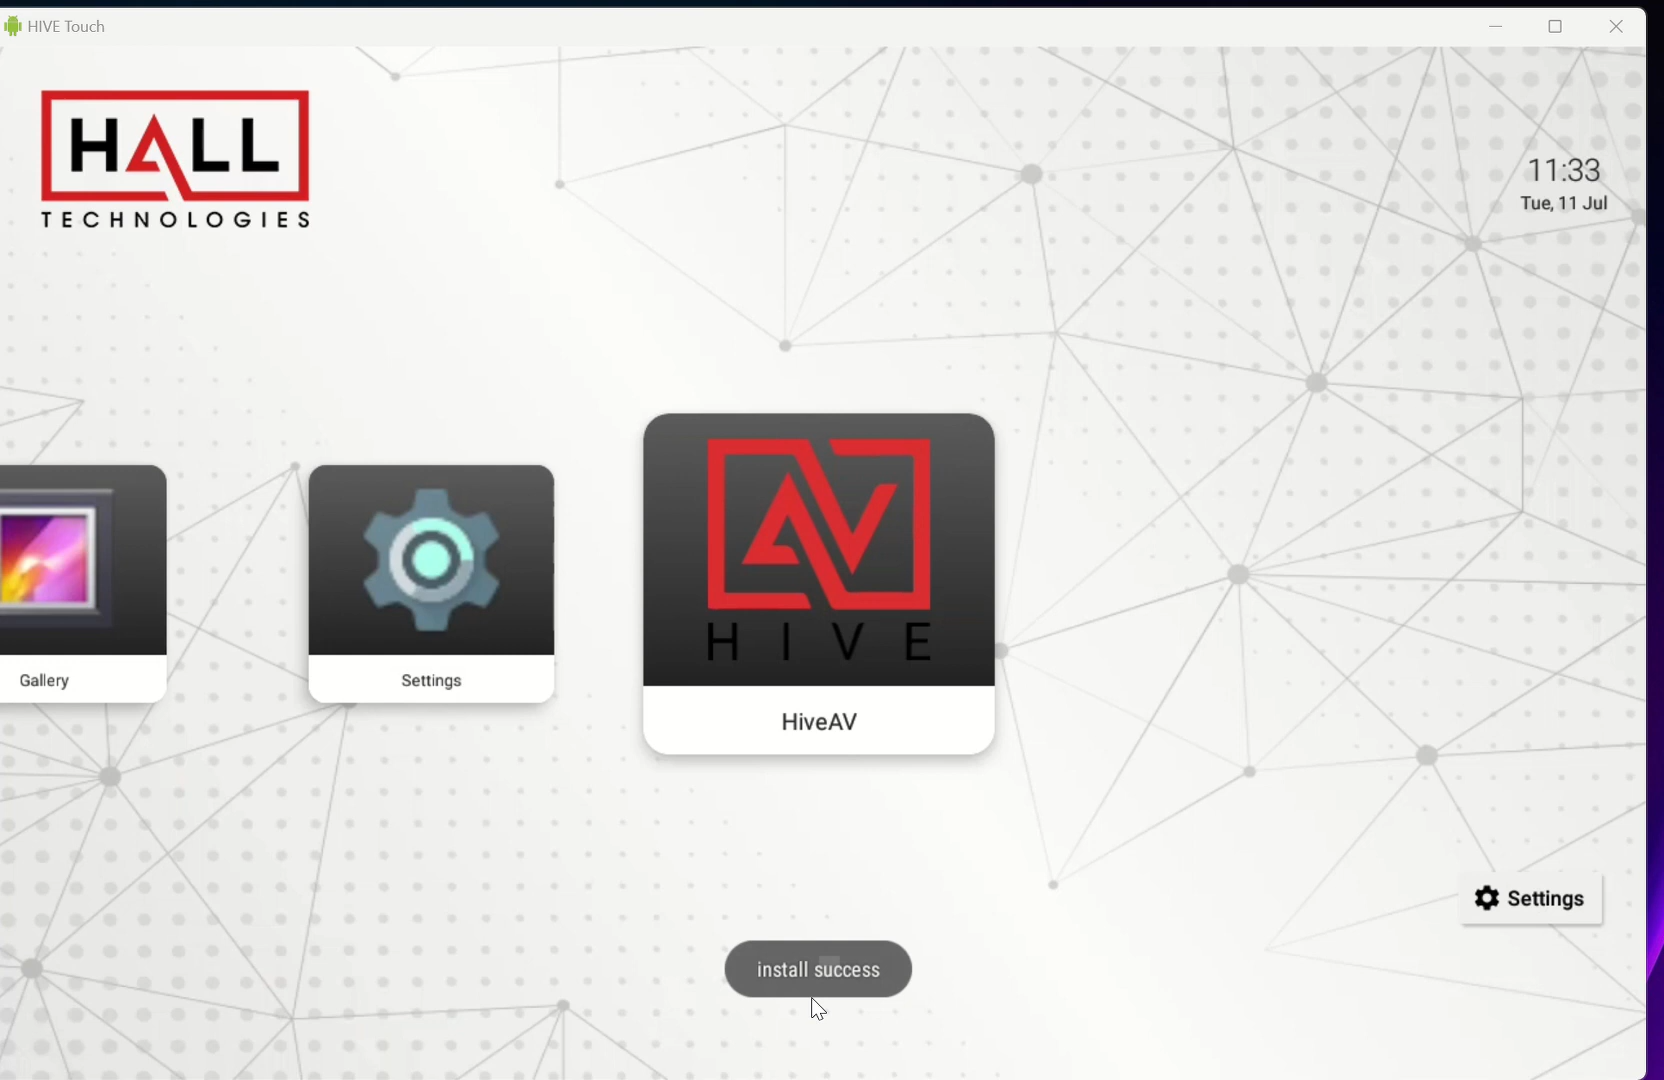 HIVE Touch
HALL
TECHNOLOGIES
11:33
Tue, 11 Jul
AV
HIVE
Gallery
Settings
HiveAV
Settings
install success